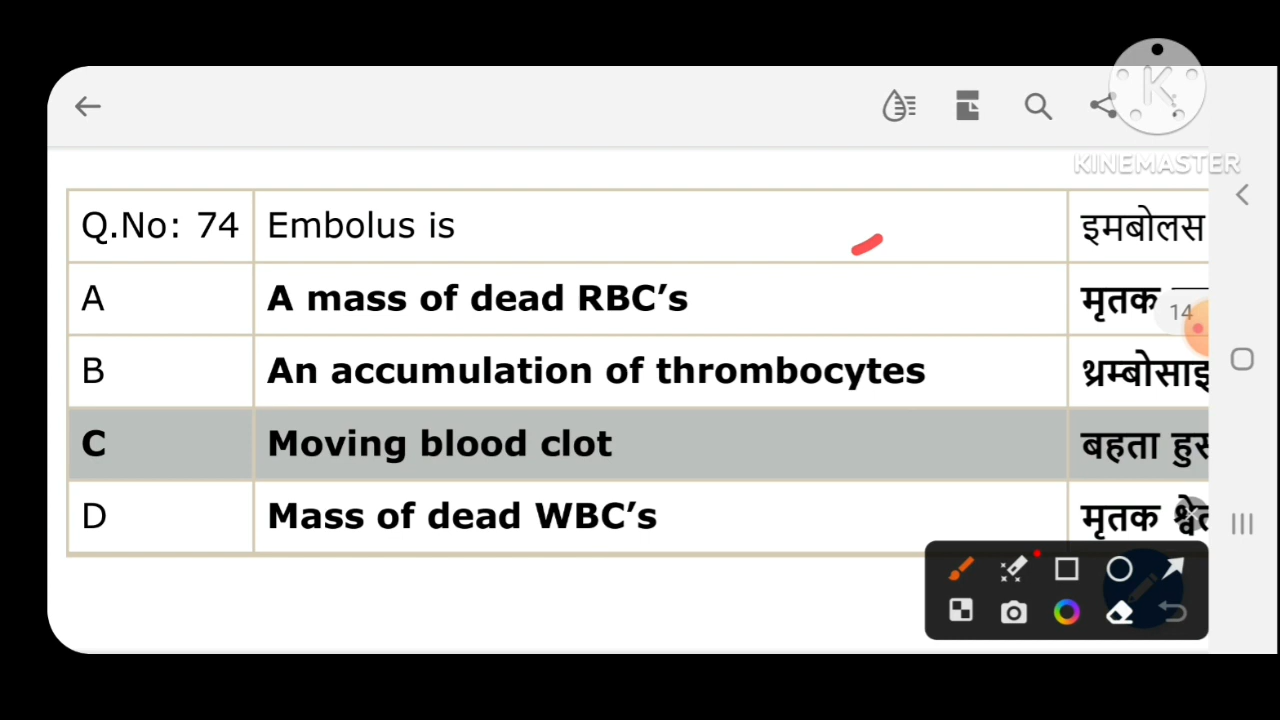 KINEMASTER
Q.No: 74 Embolus is इमबोलस
A A mass of dead RBC’s मृतक
14
B An accumulation of thrombocytes
C Moving blood clot बहता
D Mass of dead WBC’s मृतक